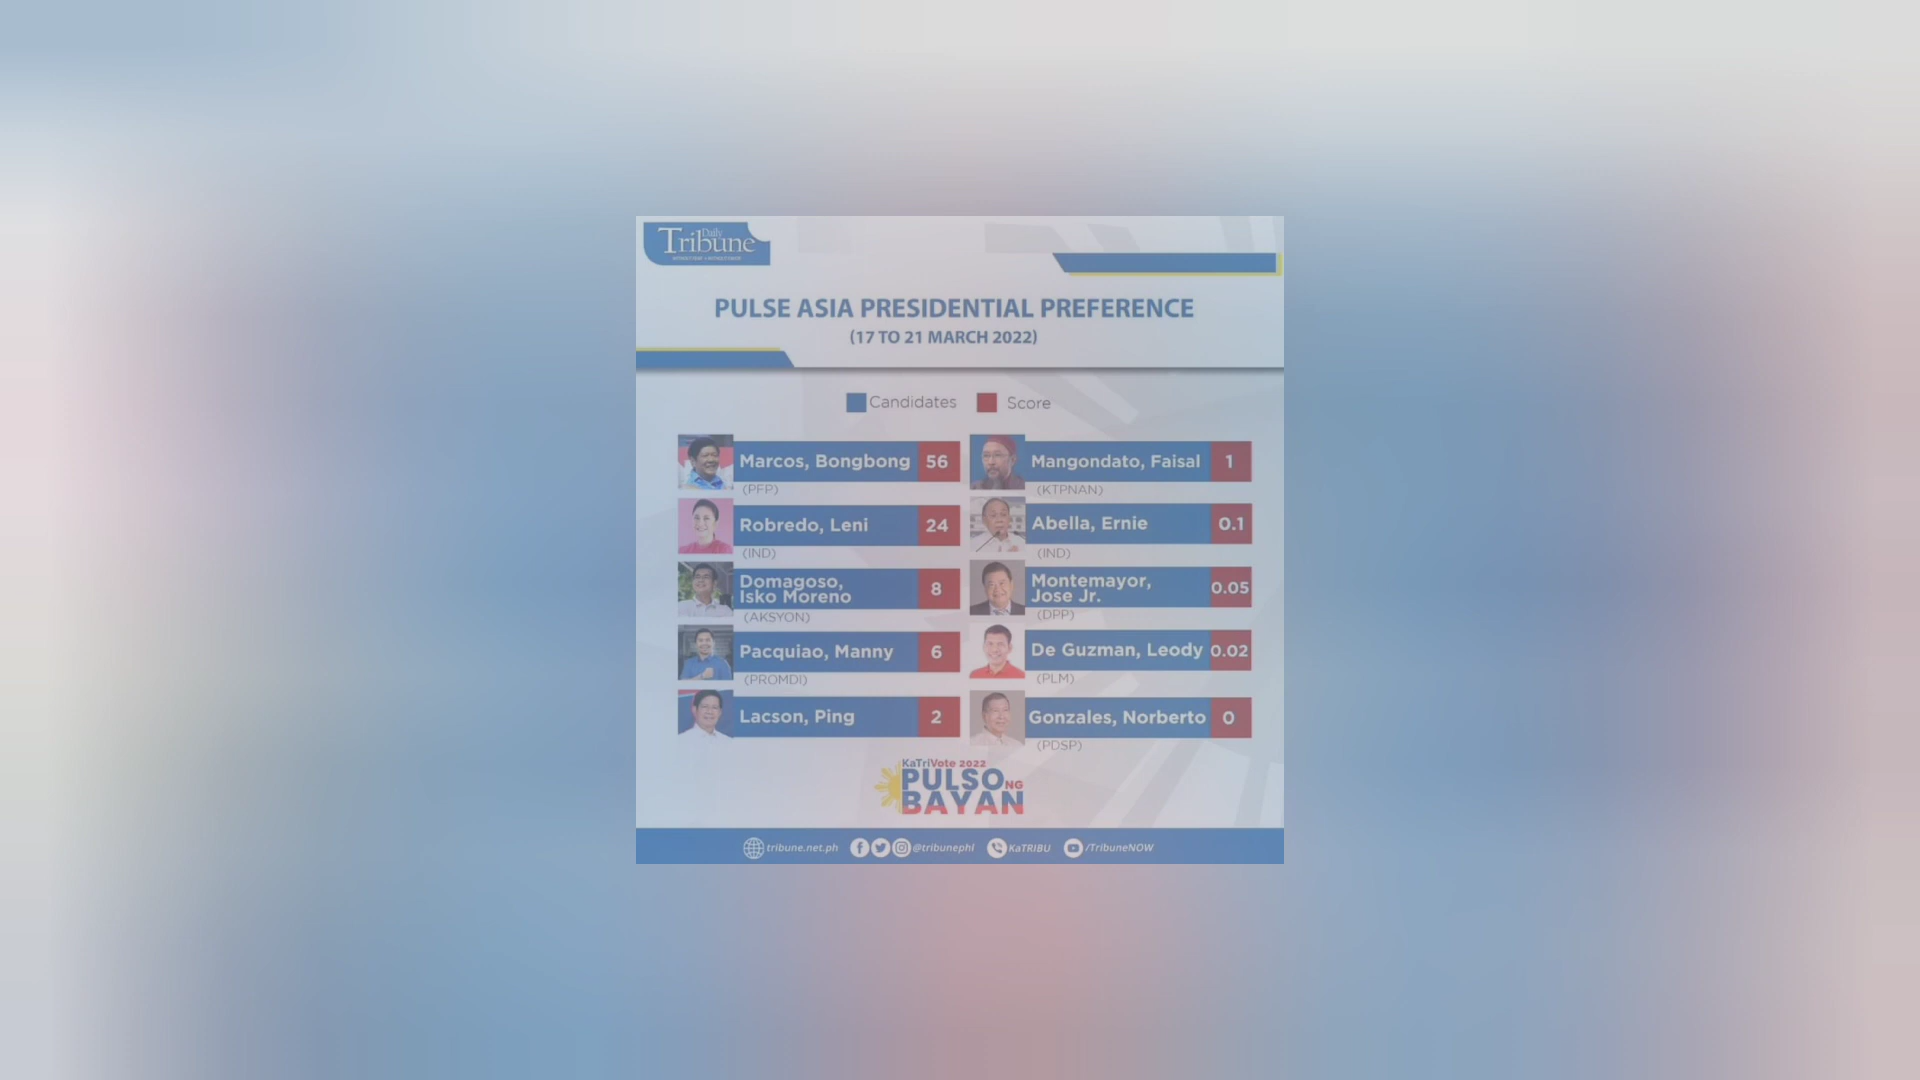 Daily
Tribune
PULSE ASIA PRESIDENTIAL PREFERENCE
(17 TO 21 MARCH 2022)
Candidates Score
Marcos, Bongbong 56
(PFP)
Robredo, Leni 24
(IND)
Domagoso,
Isko Moreno 8
(AKSYON)
Pacquiao, Manny 6
(PROMDI)
Lacson, Ping 2
Mangondato, Faisal 1
(KTPNAN)
Abella, Ernie 0.1
(IND)
Montemayor,
Jose Jr. 0.05
(DPP)
De Guzman, Leody 0.02
(PLM)
Gonzales, Norberto 0
(PDSP)
KaTriVote 2022
PULSO NG
BAYAN
tribune.net.ph @tribunephl KaTRIBU /TribuneNOW